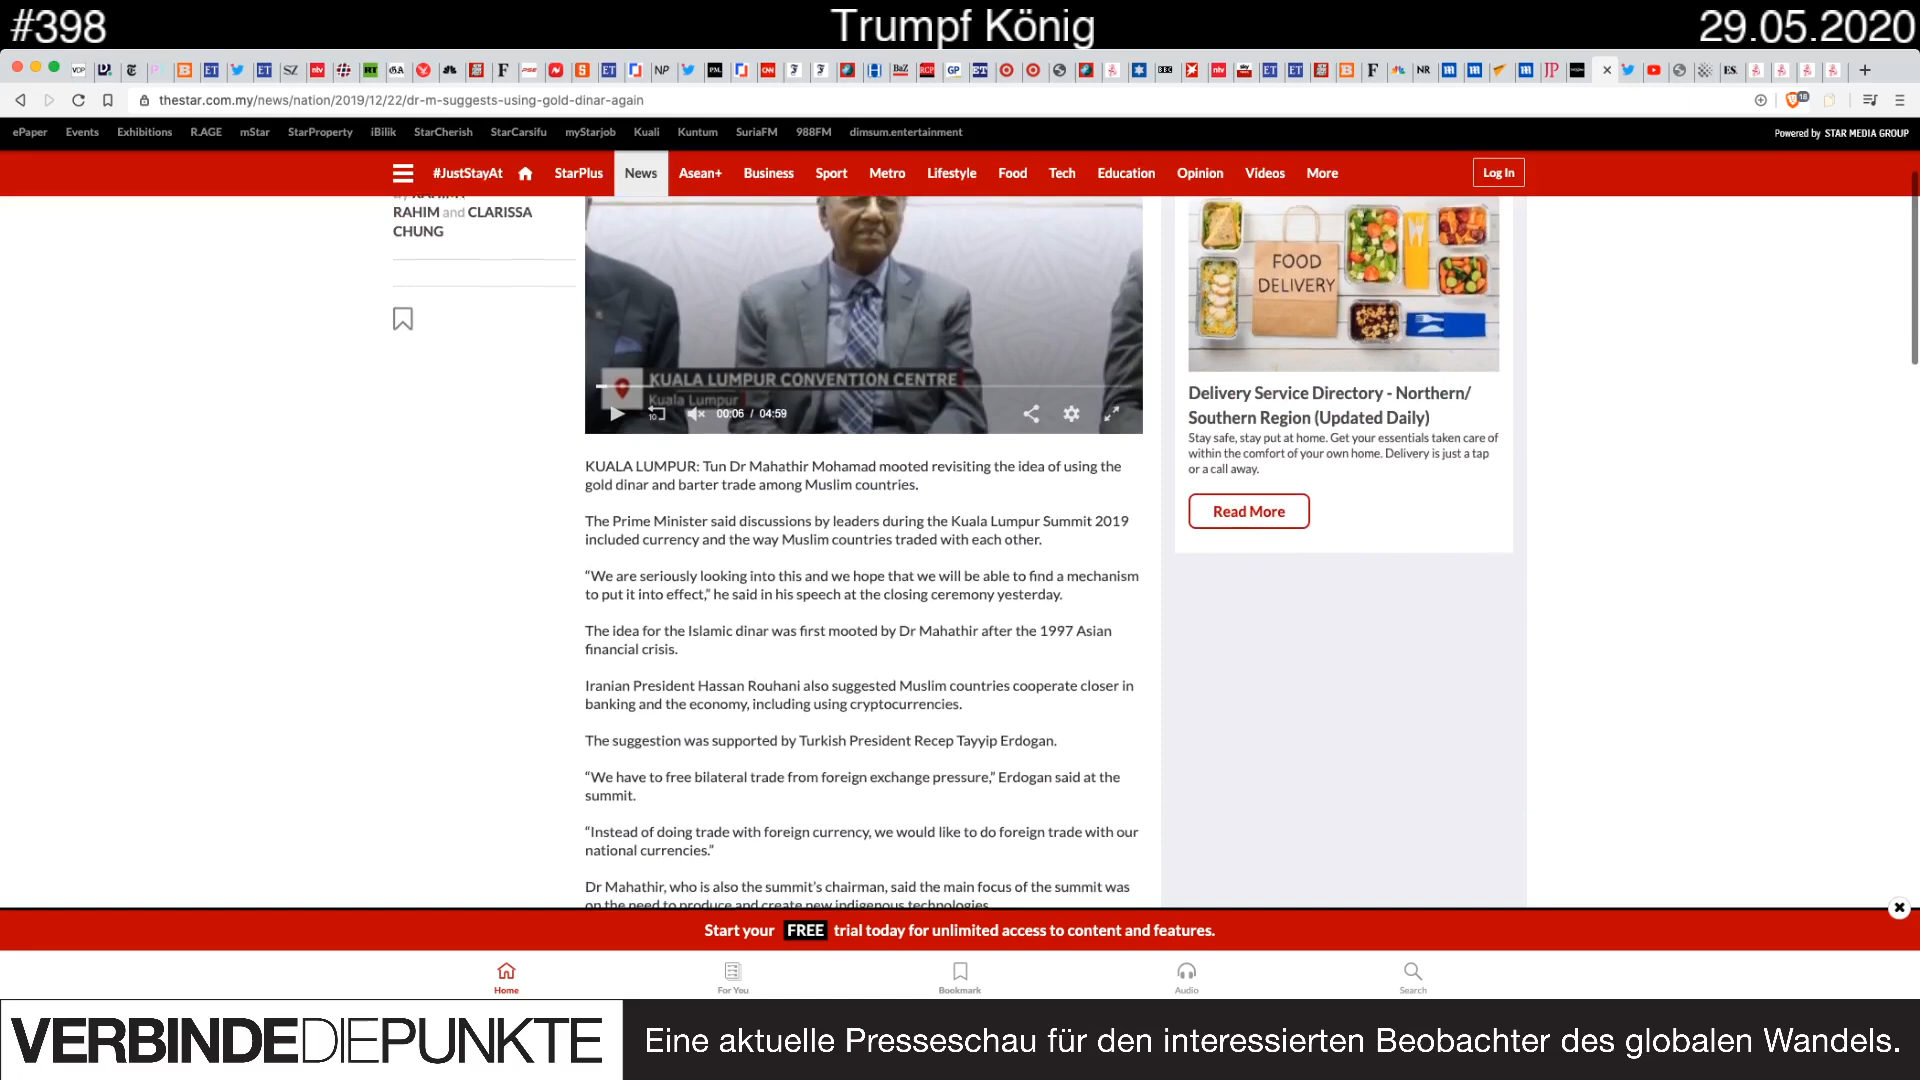 #398
Trumpf König
29.05.2020
thestar.com.my/news/nation/2019/12/22/dr-m-suggests-using-gold-dinar-again
ePaper Events Exhibitions R.AGE mStar StarProperty iBilik StarCherish StarCarsifu myStarjob Kuali Kuntum SuriaFM 988FM dimsum.entertainment
Powered by STAR MEDIA GROUP
#JustStayAt StarPlus News Asean+ Business Sport Metro Lifestyle Food Tech Education Opinion Videos More Log In
RAHIM and CLARISSA
CHUNG
KUALA LUMPUR CONVENTION CENTRE
Kuala Lumpur
00:06 / 04:59
KUALA LUMPUR: Tun Dr Mahathir Mohamad mooted revisiting the idea of using the
gold dinar and barter trade among Muslim countries.
The Prime Minister said discussions by leaders during the Kuala Lumpur Summit 2019
included currency and the way Muslim countries traded with each other.
“We are seriously looking into this and we hope that we will be able to find a mechanism
to put it into effect,” he said in his speech at the closing ceremony yesterday.
The idea for the Islamic dinar was first mooted by Dr Mahathir after the 1997 Asian
financial crisis.
Iranian President Hassan Rouhani also suggested Muslim countries cooperate closer in
banking and the economy, including using cryptocurrencies.
The suggestion was supported by Turkish President Recep Tayyip Erdogan.
“We have to free bilateral trade from foreign exchange pressure,” Erdogan said at the
summit.
“Instead of doing trade with foreign currency, we would like to do foreign trade with our
national currencies.”
Dr Mahathir, who is also the summit’s chairman, said the main focus of the summit was
on the need to produce and create new indigenous technologies
FOOD
DELIVERY
Delivery Service Directory - Northern/
Southern Region (Updated Daily)
Stay safe, stay put at home. Get your essentials taken care of
within the comfort of your own home. Delivery is just a tap
or a call away.
Read More
Start your FREE trial today for unlimited access to content and features.
Home For You Bookmark Audio Search
VERBINDEDIEPUNKTE
Eine aktuelle Presseschau für den interessierten Beobachter des globalen Wandels.